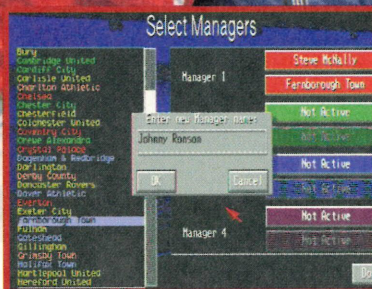 Select Managers
Bury
Cambridge United
Cardiff City
Carlisle United
Charlton Athletic
Chelsea
Chester City
Chesterfield
Colchester United
Coventry City
Crewe Alexandra
Crystal Palace
Dagenham & Redbridge
Darlington
Derby County
Doncaster Rovers
Dover Athletic
Everton
Exeter City
Farnborough Town
Fulham
Gateshead
Gillingham
Grimsby Town
Halifax Town
Hartlepool United
Hereford United
Manager 1
Steve McNally
Farnborough Town
Not Active
Not Active
Enter new Manager name:
Johnny Ranson
OK
Cancel
Not Active
Not Active
Manager 4
Not Active
Not Active
Do